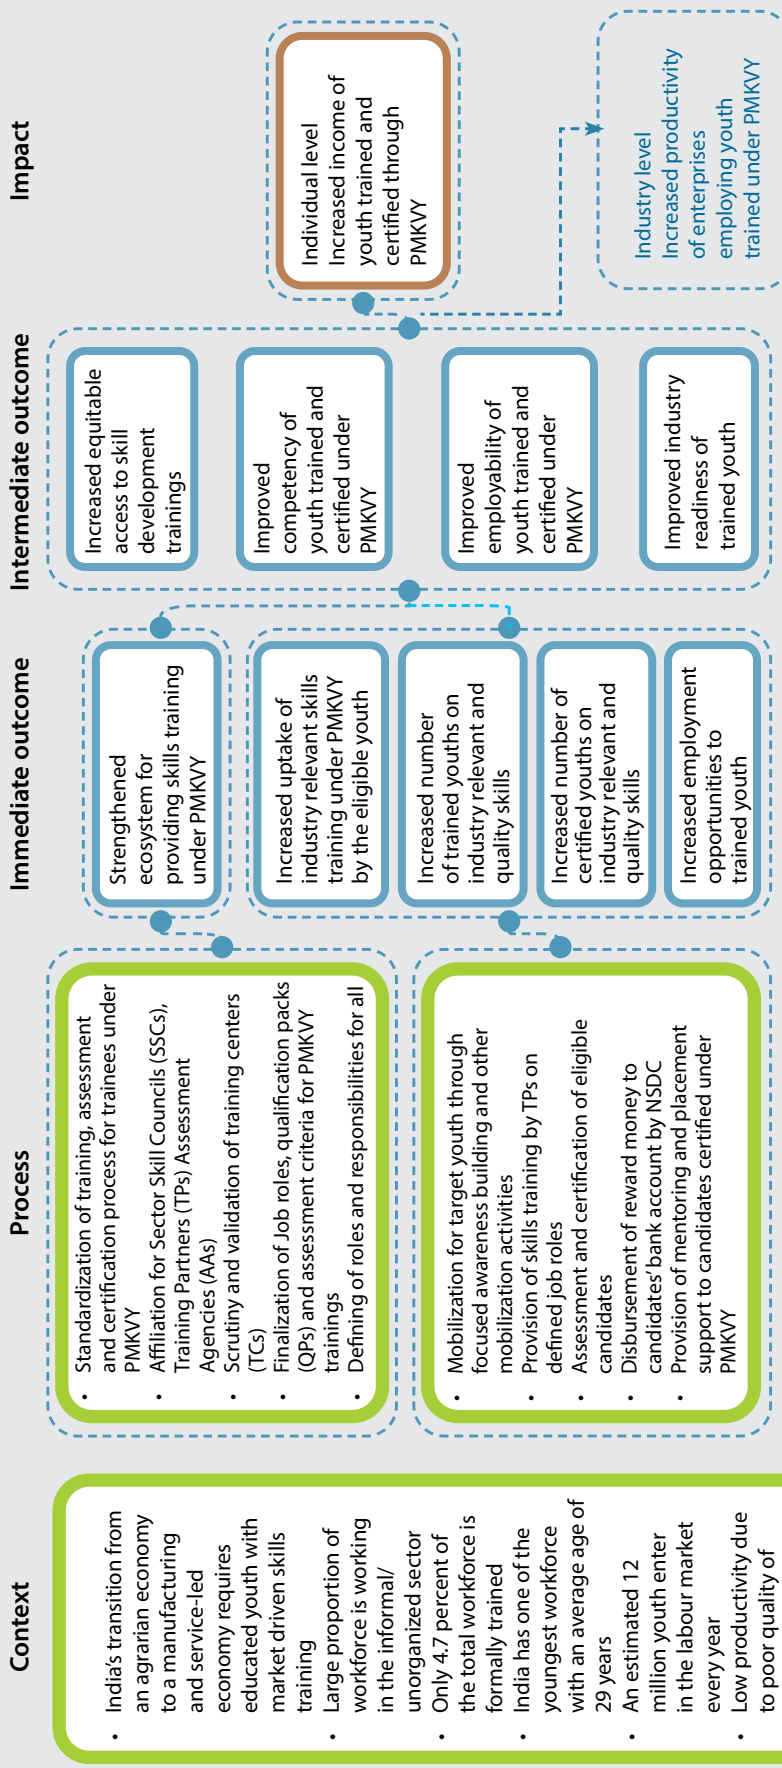 Context
• India's transition from
an agrarian economy
to a manufacturing
and service-led
economy requires
educated youth with
market driven skills
training
• Large proportion of
workforce is working
in the informal/
unorganized sector
• Only 4.7 percent of
the total workforce is
formally trained
• India has one of the
youngest workforce
with an average age of
29 years
• An estimated 12
million youth enter
in the labour market
every year
• Low productivity due
to poor quality of
Process
• Standardization of training, assessment
and certification process for trainees under
PMKVY
• Affiliation for Sector Skill Councils (SSCs),
Training Partners (TPs) Assessment
Agencies (AAs)
• Scrutiny and validation of training centers
(TCs)
• Finalization of Job roles, qualification packs
(QPs) and assessment criteria for PMKVY
trainings
• Defining of roles and responsibilities for all
• Mobilization for target youth through
focused awareness building and other
mobilization activities
• Provision of skills training by TPs on
defined job roles
• Assessment and certification of eligible
candidates
• Disbursement of reward money to
candidates' bank account by NSDC
• Provision of mentoring and placement
support to candidates certified under
PMKVY
Immediate outcome
Strengthened
ecosystem for
providing skills training
under PMKVY
Increased uptake of
industry relevant skills
training under PMKVY
by the eligible youth
Increased number
of trained youths on
industry relevant and
quality skills
Increased number of
certified youths on
industry relevant and
quality skills
Increased employment
opportunities to
trained youth
Intermediate outcome
Increased equitable
access to skill
development
trainings
Improved
competency of
youth trained and
certified under
PMKVY
Improved
employability of
youth trained and
certified under
PMKVY
Improved industry
readiness of
trained youth
Impact
Individual level
Increased income of
youth trained and
certified through
PMKVY
Industry level
Increased productivity
of enterprises
employing youth
trained under PMKVY